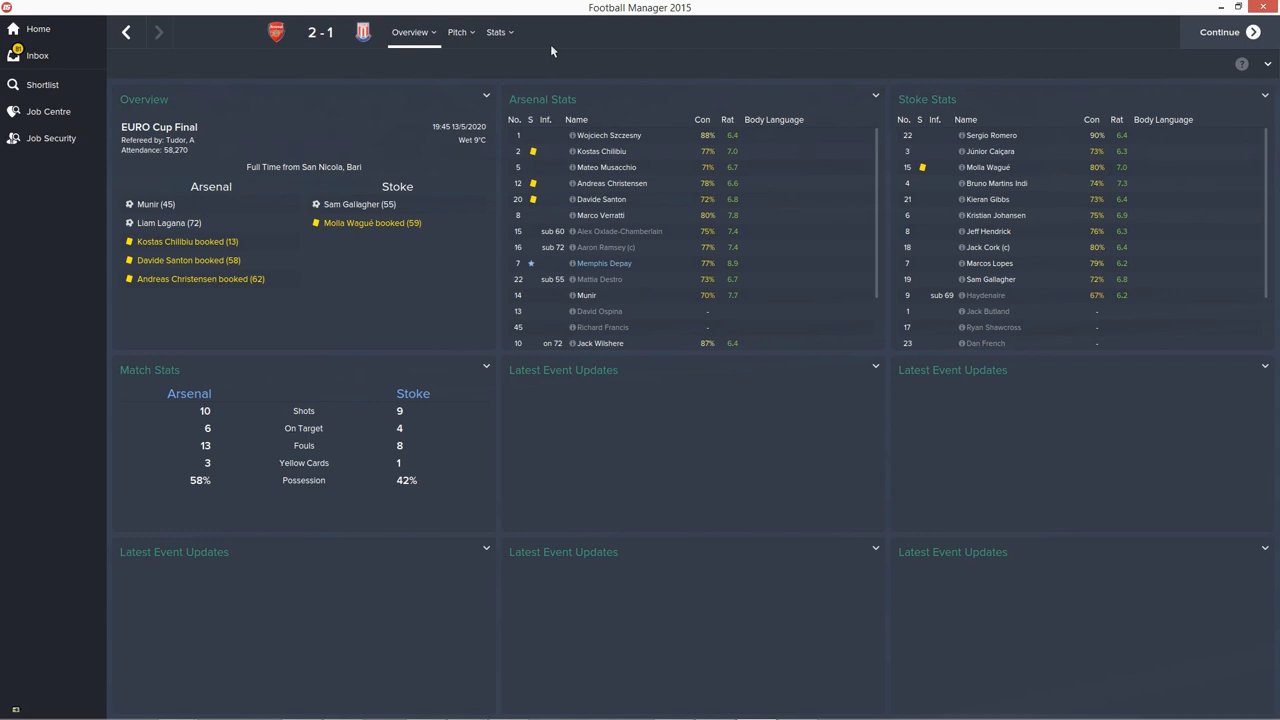 Football Manager 2015
Home
81
Inbox
Shortlist
Job Centre
Job Security
2 - 1
Overview
Pitch
Stats
Continue
?
Overview
EURO Cup Final
19:45 13/5/2020
Refereed by: Tudor, A
Wet 9°C
Attendance: 58,270
Full Time from San Nicola, Bari
Arsenal Stoke
Munir (45) Sam Gallagher (55)
Liam Lagana (72) Molla Wagué booked (59)
Kostas Chilibiu booked (13)
Davide Santon booked (58)
Andreas Christensen booked (62)
Arsenal Stats
No. S Inf. Name Con Rat Body Language
1 Wojciech Szczesny 88% 6.4
2 Kostas Chilibiu 77% 7.0
5 Mateo Musacchio 71% 6.7
12 Andreas Christensen 78% 6.6
20 Davide Santon 72% 6.8
8 Marco Verratti 80% 7.8
15 sub 60 Alex Oxlade-Chamberlain 75% 7.4
16 sub 72 Aaron Ramsey (c) 77% 7.4
7 Memphis Depay 77% 8.9
22 sub 55 Mattia Destro 73% 6.7
14 Munir 70% 7.7
13 David Ospina -
45 Richard Francis -
10 on 72 Jack Wilshere 87% 6.4
Stoke Stats
No. S Inf. Name Con Rat Body Language
22 Sergio Romero 90% 6.4
3 Júnior Caiçara 73% 6.3
15 Molla Wagué 80% 7.0
4 Bruno Martins Indi 74% 7.3
21 Kieran Gibbs 73% 6.4
6 Kristian Johansen 75% 6.9
8 Jeff Hendrick 76% 6.3
18 Jack Cork (c) 80% 6.4
7 Marcos Lopes 79% 6.2
19 Sam Gallagher 72% 6.8
9 sub 69 Haydenaire 67% 6.2
1 Jack Butland -
17 Ryan Shawcross -
23 Dan French -
Match Stats
Arsenal Stoke
10 Shots 9
6 On Target 4
13 Fouls 8
3 Yellow Cards 1
58% Possession 42%
Latest Event Updates
Latest Event Updates
Latest Event Updates
Latest Event Updates
Latest Event Updates